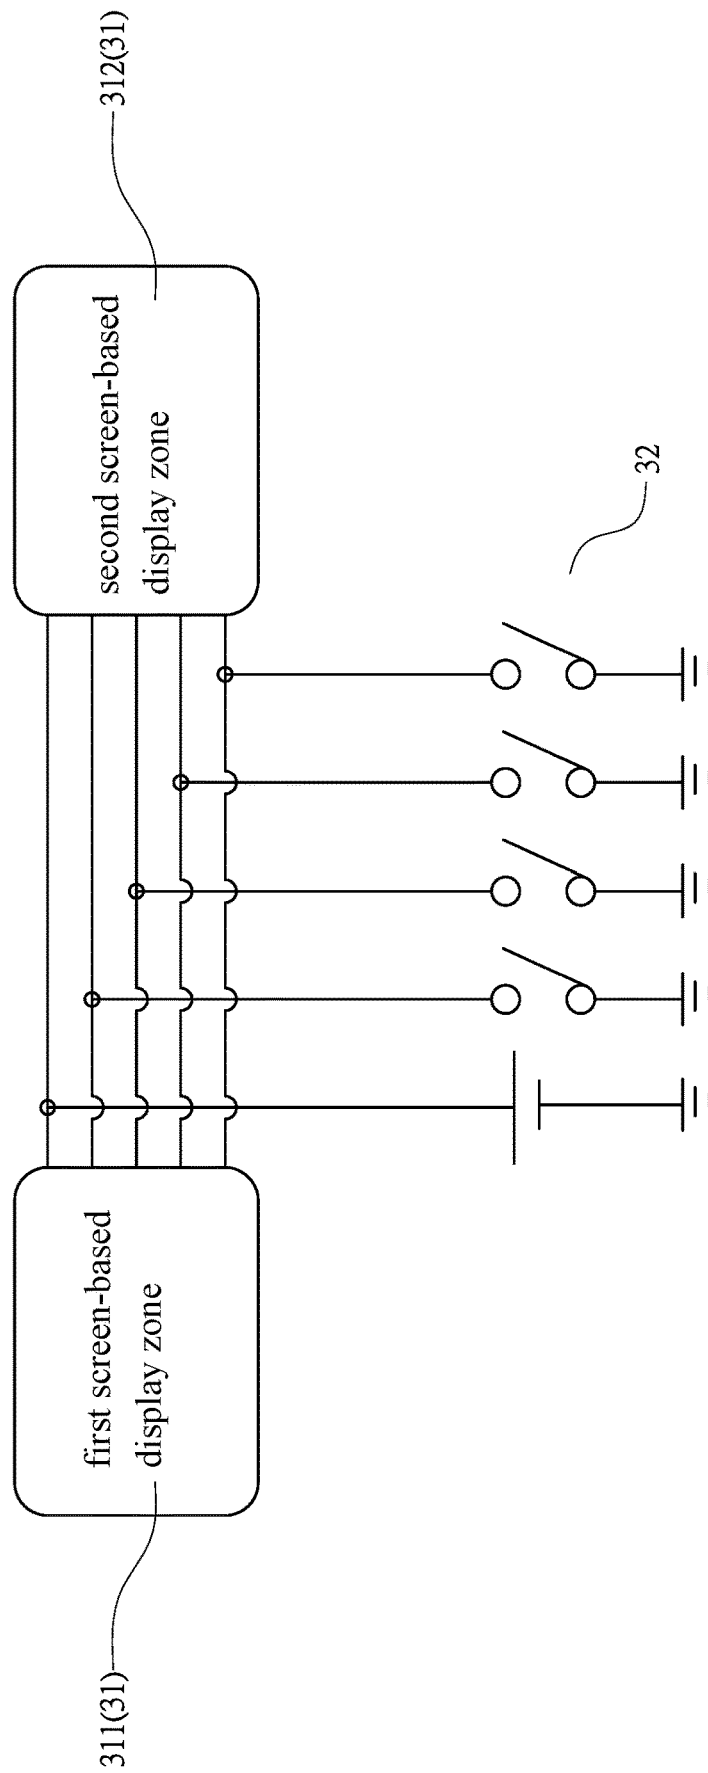 311(31)
first screen-based
display zone
second screen-based
display zone
312(31)
32